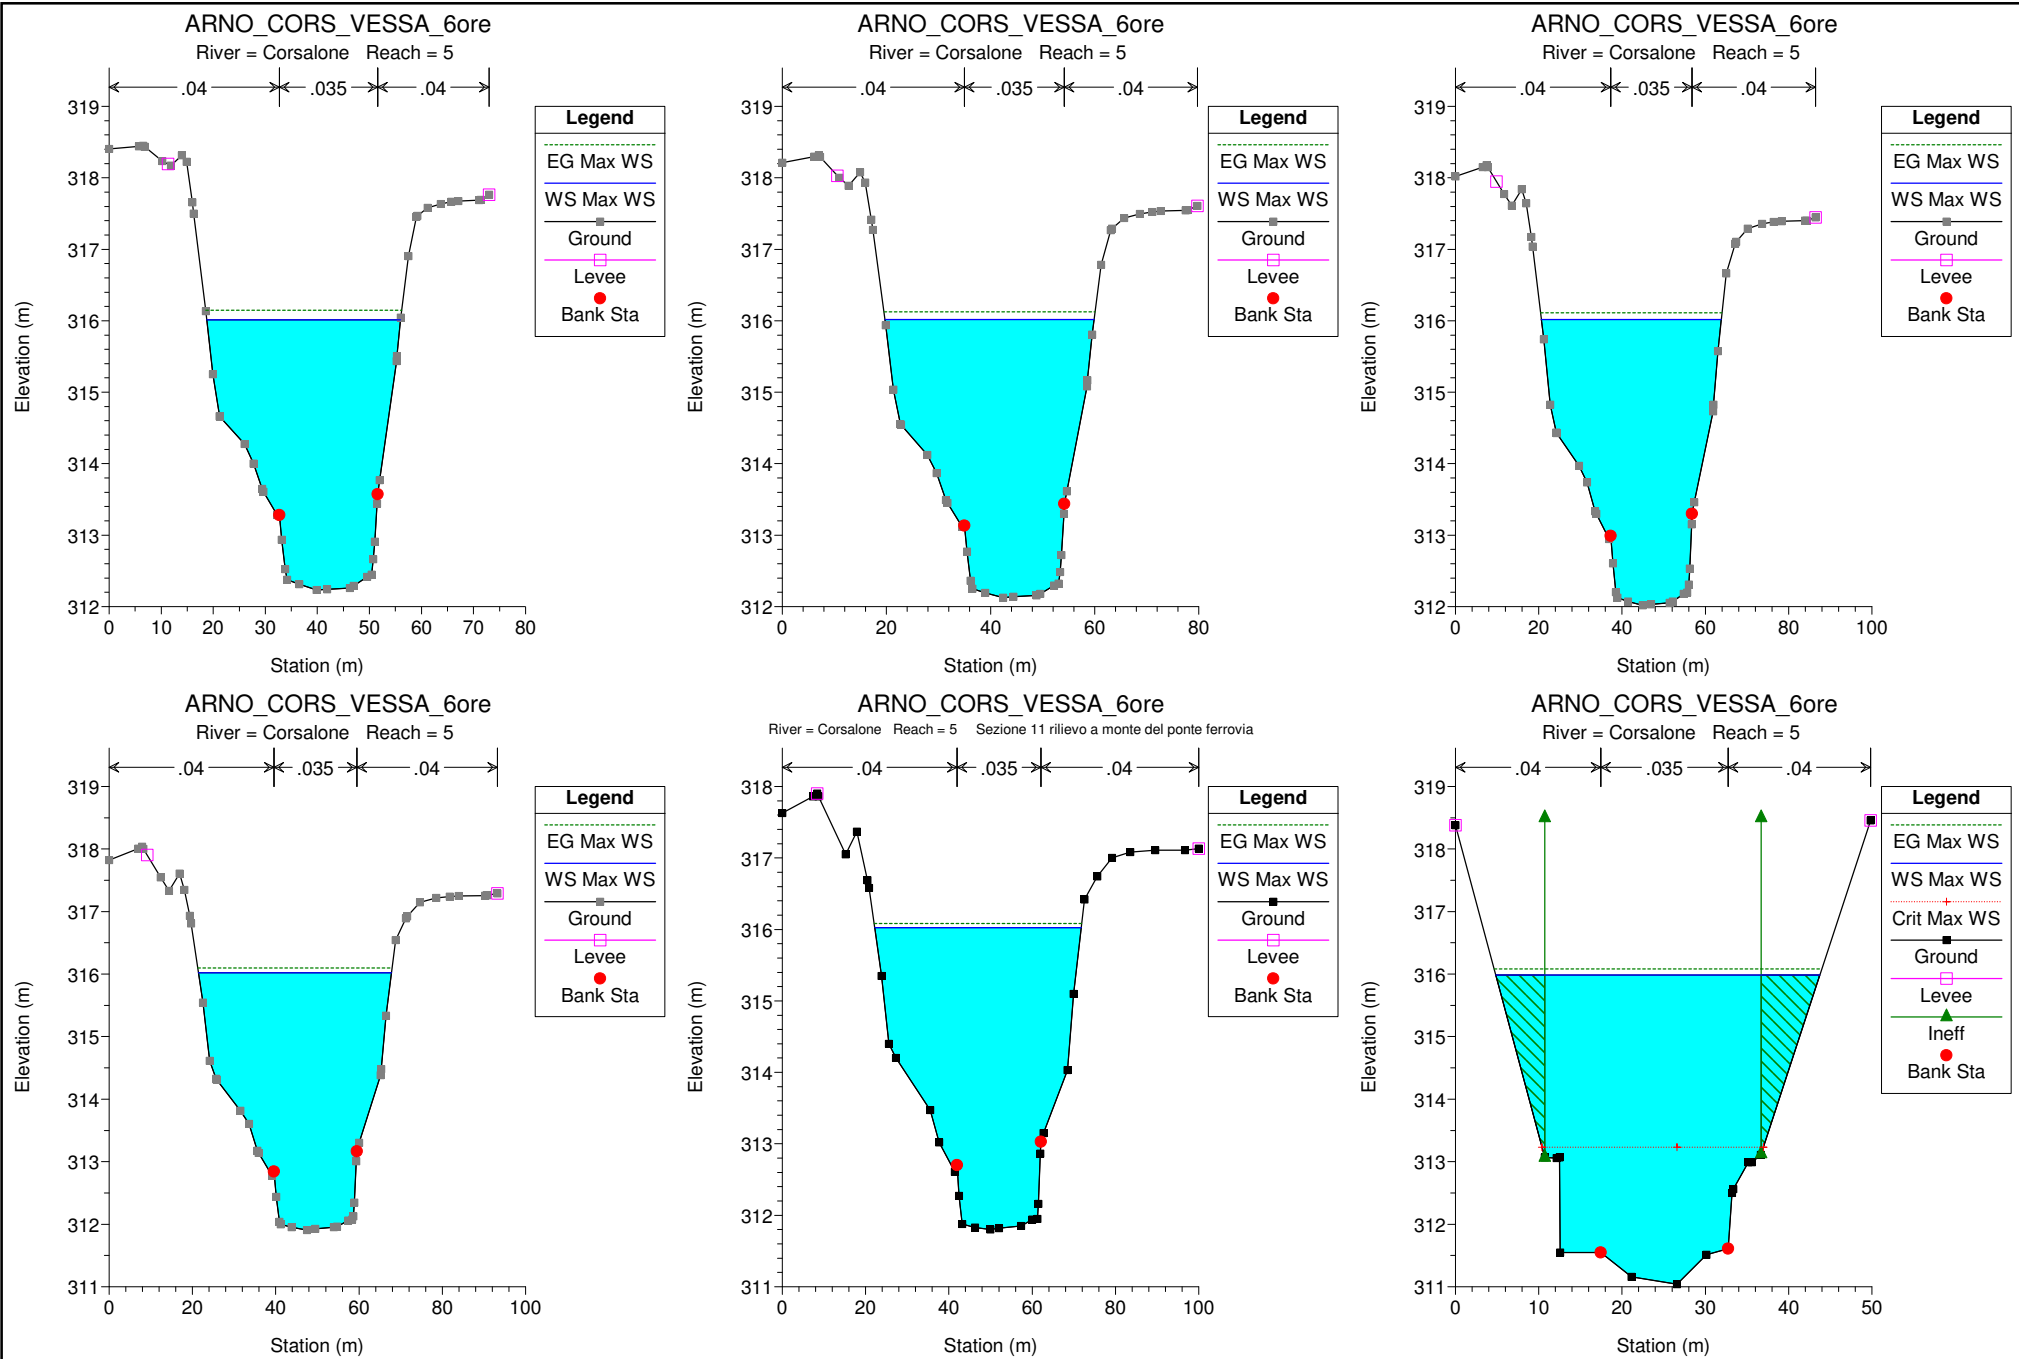 ARNO_CORS_VESSA_6ore
River = Corsalone Reach = 5
.04 .035 .04
319
318
317
316
315
314
313
312
0 10 20 30 40 50 60 70 80
Station (m)
Elevation (m)
Legend
EG Max WS
WS Max WS
Ground
Levee
Bank Sta
ARNO_CORS_VESSA_6ore
River = Corsalone Reach = 5
.04 .035 .04
319
318
317
316
315
314
313
312
0 20 40 60 80
Station (m)
Elevation (m)
Legend
EG Max WS
WS Max WS
Ground
Levee
Bank Sta
ARNO_CORS_VESSA_6ore
River = Corsalone Reach = 5
.04 .035 .04
319
318
317
316
315
314
313
312
0 20 40 60 80 100
Station (m)
Elevation (m)
Legend
EG Max WS
WS Max WS
Ground
Levee
Bank Sta
ARNO_CORS_VESSA_6ore
River = Corsalone Reach = 5
.04 .035 .04
319
318
317
316
315
314
313
312
311
0 20 40 60 80 100
Station (m)
Elevation (m)
Legend
EG Max WS
WS Max WS
Ground
Levee
Bank Sta
ARNO_CORS_VESSA_6ore
River = Corsalone Reach = 5 Sezione 11 rilievo a monte del ponte ferrovia
.04 .035 .04
318
317
316
315
314
313
312
311
0 20 40 60 80 100
Station (m)
Elevation (m)
Legend
EG Max WS
WS Max WS
Ground
Levee
Bank Sta
ARNO_CORS_VESSA_6ore
River = Corsalone Reach = 5
.04 .035 .04
319
318
317
316
315
314
313
312
311
0 10 20 30 40 50
Station (m)
Elevation (m)
Legend
EG Max WS
WS Max WS
Crit Max WS
Ground
Levee
Ineff
Bank Sta